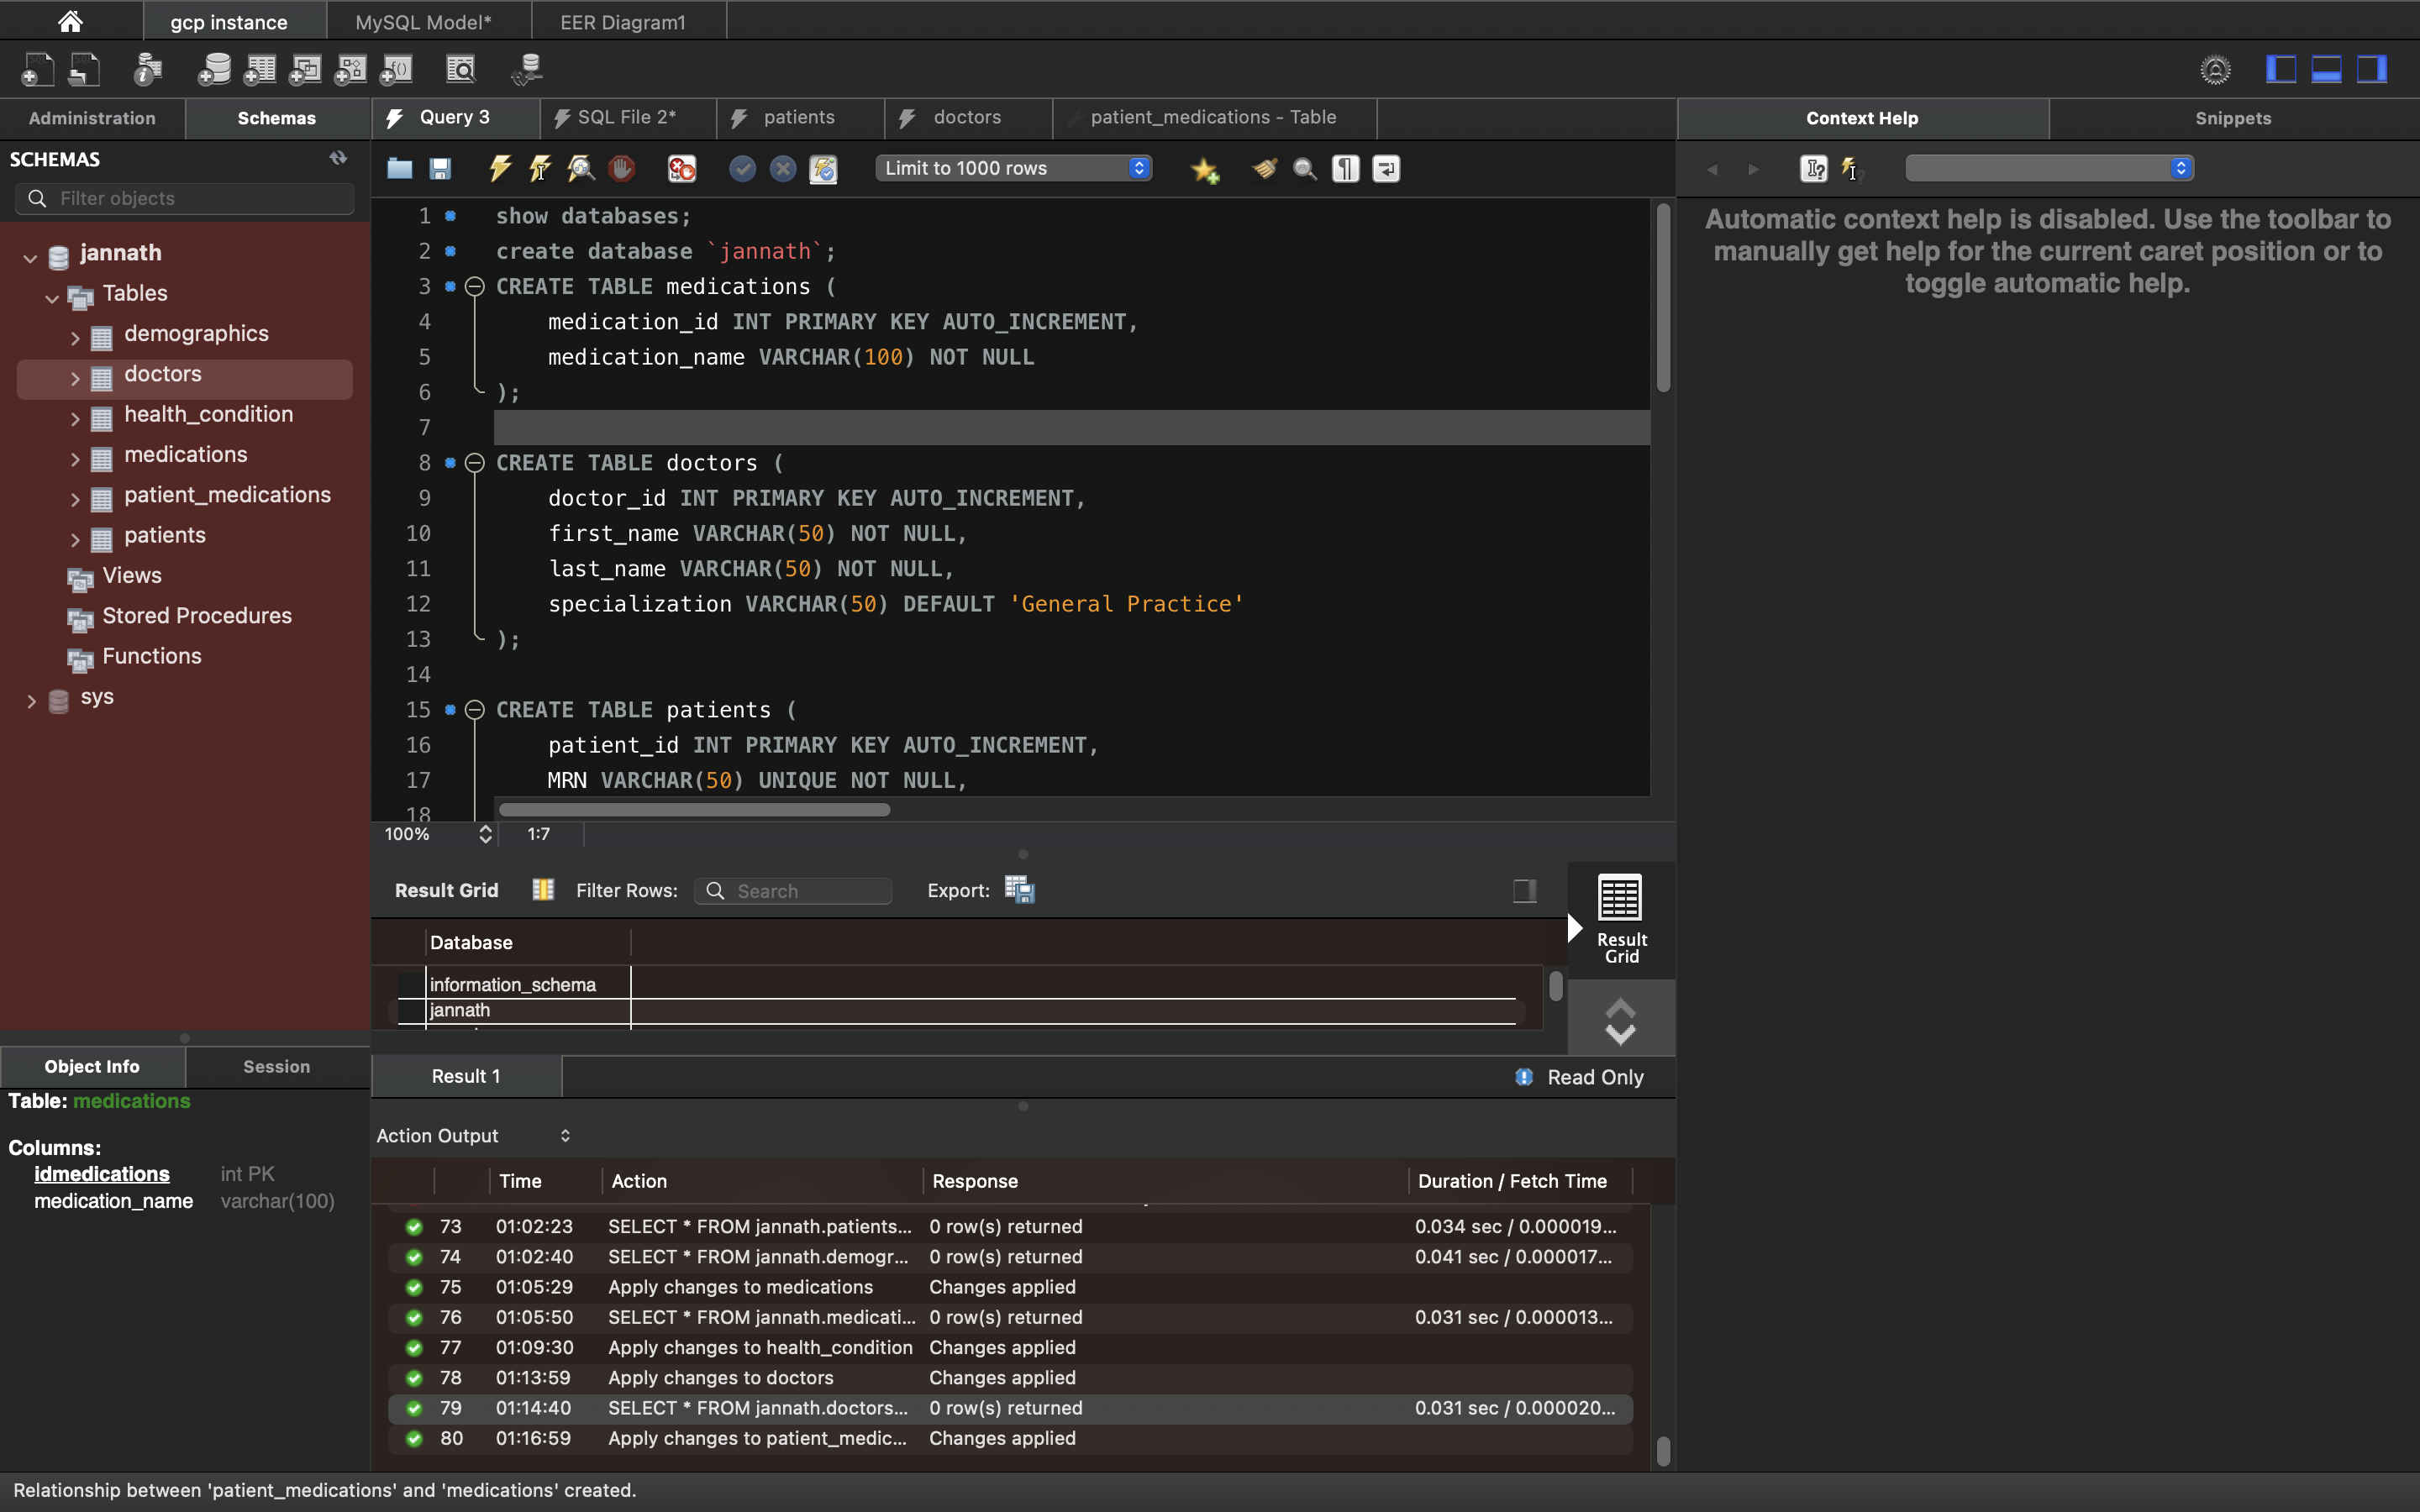 gcp instance
MySQL Model*
EER Diagram1
Administration
Schemas
Query 3
SQL File 2*
patients
doctors
patient_medications - Table
Context Help
Snippets
SCHEMAS
Filter objects
Limit to 1000 rows
jannath
Tables
demographics
doctors
health_condition
medications
patient_medications
patients
Views
Stored Procedures
Functions
sys
1 show databases;
2 create database `jannath`;
3 CREATE TABLE medications (
4 medication_id INT PRIMARY KEY AUTO_INCREMENT,
5 medication_name VARCHAR(100) NOT NULL
6 );
7
8 CREATE TABLE doctors (
9 doctor_id INT PRIMARY KEY AUTO_INCREMENT,
10 first_name VARCHAR(50) NOT NULL,
11 last_name VARCHAR(50) NOT NULL,
12 specialization VARCHAR(50) DEFAULT 'General Practice'
13 );
14
15 CREATE TABLE patients (
16 patient_id INT PRIMARY KEY AUTO_INCREMENT,
17 MRN VARCHAR(50) UNIQUE NOT NULL,
18
100% 1:7
Automatic context help is disabled. Use the toolbar to
manually get help for the current caret position or to
toggle automatic help.
Result Grid Filter Rows: Search Export:
Database
information_schema
jannath
Result
Grid
Result 1
Read Only
Object Info
Session
Table: medications
Columns:
idmedications int PK
medication_name varchar(100)
Action Output
Time Action Response Duration / Fetch Time
73 01:02:23 SELECT * FROM jannath.patients... 0 row(s) returned 0.034 sec / 0.000019...
74 01:02:40 SELECT * FROM jannath.demogr... 0 row(s) returned 0.041 sec / 0.000017...
75 01:05:29 Apply changes to medications Changes applied
76 01:05:50 SELECT * FROM jannath.medicati... 0 row(s) returned 0.031 sec / 0.000013...
77 01:09:30 Apply changes to health_condition Changes applied
78 01:13:59 Apply changes to doctors Changes applied
79 01:14:40 SELECT * FROM jannath.doctors... 0 row(s) returned 0.031 sec / 0.000020...
80 01:16:59 Apply changes to patient_medic... Changes applied
Relationship between 'patient_medications' and 'medications' created.